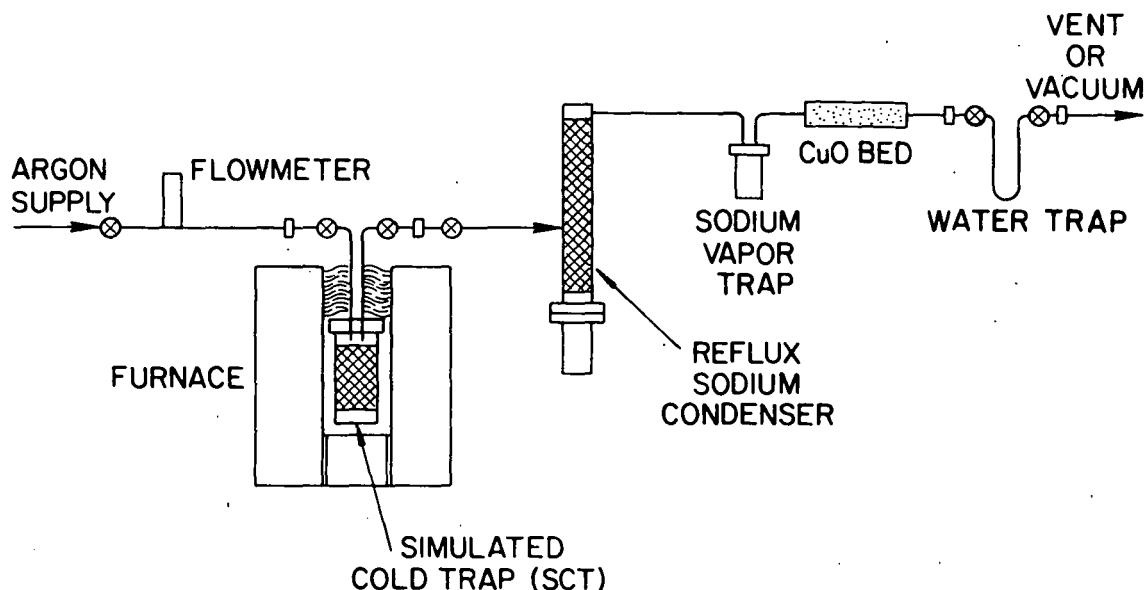 VENT
OR
VACUUM
ARGON
SUPPLY
FLOWMETER
CuO BED
WATER TRAP
SODIUM
VAPOR
TRAP
FURNACE
REFLUX
SODIUM
CONDENSER
SIMULATED
COLD TRAP (SCT)